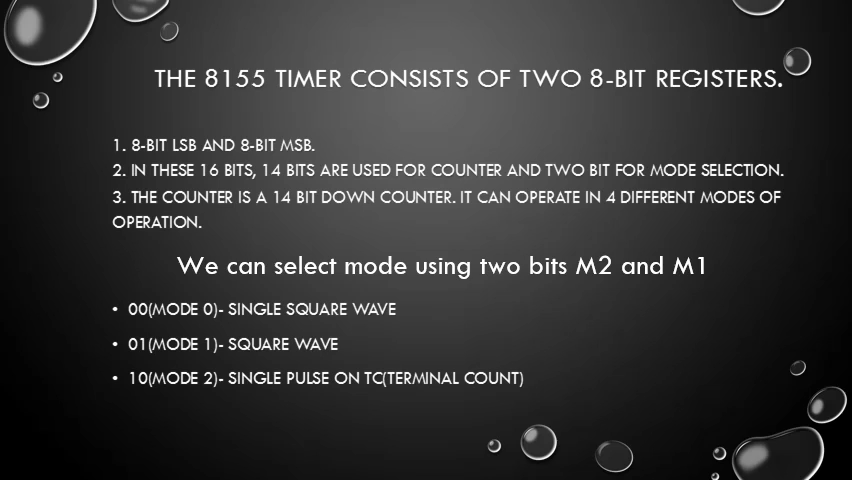 THE 8155 TIMER CONSISTS OF TWO 8-BIT REGISTERS.
1. 8-BIT LSB AND 8-BIT MSB.
2. IN THESE 16 BITS, 14 BITS ARE USED FOR COUNTER AND TWO BIT FOR MODE SELECTION.
3. THE COUNTER IS A 14 BIT DOWN COUNTER. IT CAN OPERATE IN 4 DIFFERENT MODES OF
OPERATION.
We can select mode using two bits M2 and M1
• 00(MODE 0)- SINGLE SQUARE WAVE
• 01(MODE 1)- SQUARE WAVE
• 10(MODE 2)- SINGLE PULSE ON TC(TERMINAL COUNT)